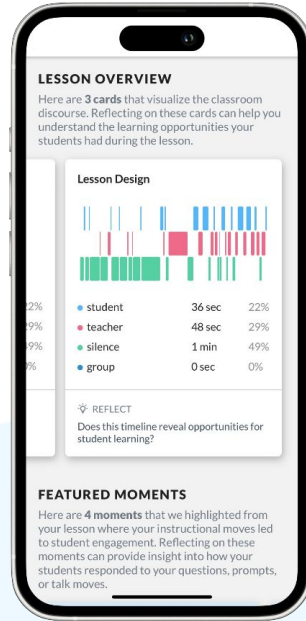 LESSON OVERVIEW
Here are 3 cards that visualize the classroom
discourse. Reflecting on these cards can help you
understand the learning opportunities your
students had during the lesson.
Lesson Design
22%
student 36 sec 22%
29%
teacher 48 sec 29%
49%
silence 1 min 49%
0%
group 0 sec 0%
REFLECT
Does this timeline reveal opportunities for
student learning?
FEATURED MOMENTS
Here are 4 moments that we highlighted from
your lesson where your instructional moves led
to student engagement. Reflecting on these
moments can provide insight into how your
students responded to your questions, prompts,
or talk moves.